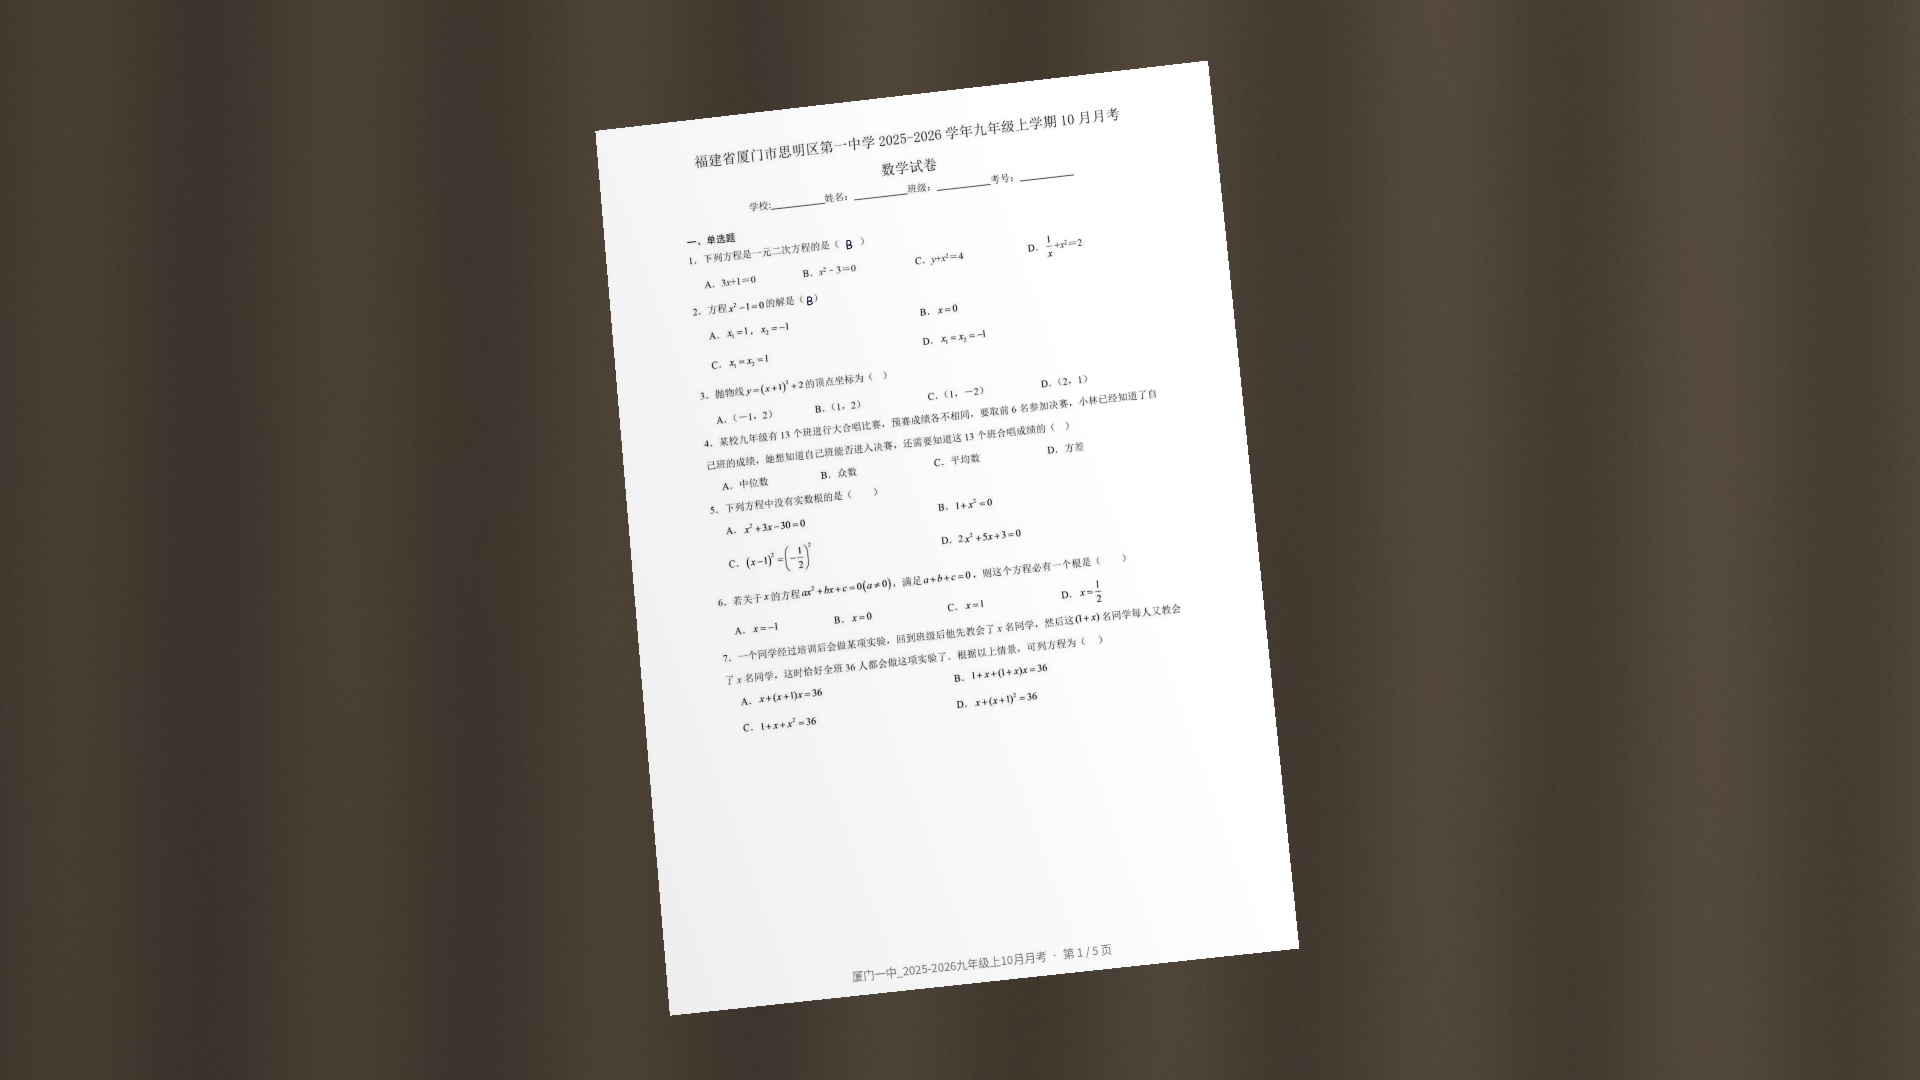 福建省厦门市思明区第一中学 2025-2026 学年九年级上学期 10 月月考
数学试卷
学校:__________姓名：__________班级：__________考号：__________
一、单选题
1．下列方程是一元二次方程的是（ B ）
A．3x+1=0 B．x²﹣3=0 C．y+x²=4 D．1/x+x²=2
2．方程 x²−1=0 的解是（B）
A．x₁=1，x₂=−1 B．x=0
C．x₁=x₂=1 D．x₁=x₂=−1
3．抛物线 y=(x+1)²+2 的顶点坐标为（ ）
A．（－1，2） B．（1，2） C．（1，－2） D．（2，1）
4．某校九年级有 13 个班进行大合唱比赛，预赛成绩各不相同，要取前 6 名参加决赛，小林已经知道了自
己班的成绩，她想知道自己班能否进入决赛，还需要知道这 13 个班合唱成绩的（ ）
A．中位数 B．众数 C．平均数 D．方差
5．下列方程中没有实数根的是（ ）
A．x²+3x−30=0 B．1+x²=0
C．(x−1)²=(−1/2)² D．2x²+5x+3=0
6．若关于 x 的方程 ax²+bx+c=0(a≠0)，满足 a+b+c=0，则这个方程必有一个根是（ ）
A．x=−1 B．x=0 C．x=1 D．x=1/2
7．一个同学经过培训后会做某项实验，回到班级后他先教会了 x 名同学，然后这(1+x)名同学每人又教会
了 x 名同学，这时恰好全班 36 人都会做这项实验了．根据以上情景，可列方程为（ ）
A．x+(x+1)x=36 B．1+x+(1+x)x=36
C．1+x+x²=36 D．x+(x+1)²=36
厦门一中_2025-2026九年级上10月月考 · 第 1 / 5 页